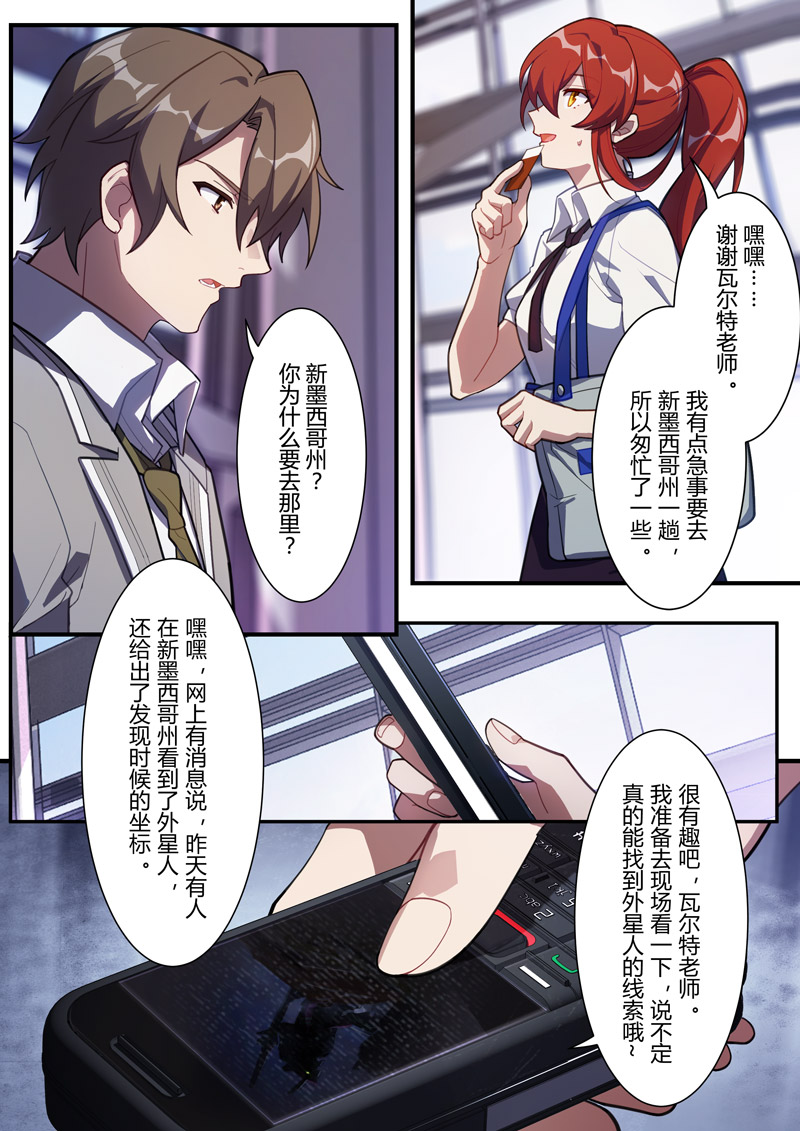 嘿嘿……
谢谢瓦尔特老师。
我有点急事要去
新墨西哥州一趟，
所以匆忙了一些。
新墨西哥州？
你为什么要去那里？
嘿嘿，网上有消息说，昨天有人
在新墨西哥州看到了外星人，
还给出了发现时候的坐标。
很有趣吧，瓦尔特老师。
我准备去现场看一下，说不定
真的能找到外星人的线索哦~